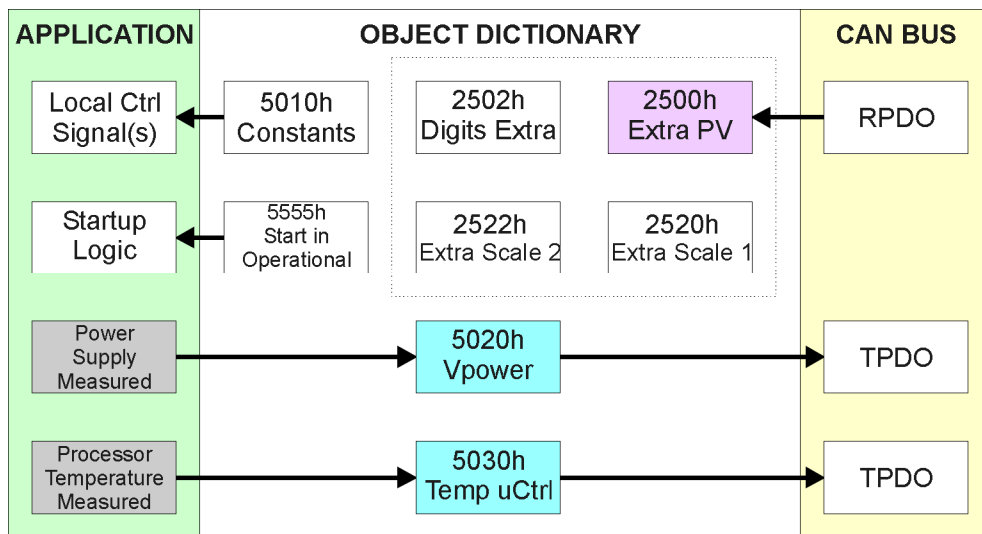 APPLICATION
OBJECT DICTIONARY
CAN BUS
Local Ctrl
Signal(s)
5010h
Constants
2502h
Digits Extra
2500h
Extra PV
RPDO
Startup
Logic
5555h
Start in
Operational
2522h
Extra Scale 2
2520h
Extra Scale 1
Power
Supply
Measured
5020h
Vpower
TPDO
Processor
Temperature
Measured
5030h
Temp uCtrl
TPDO